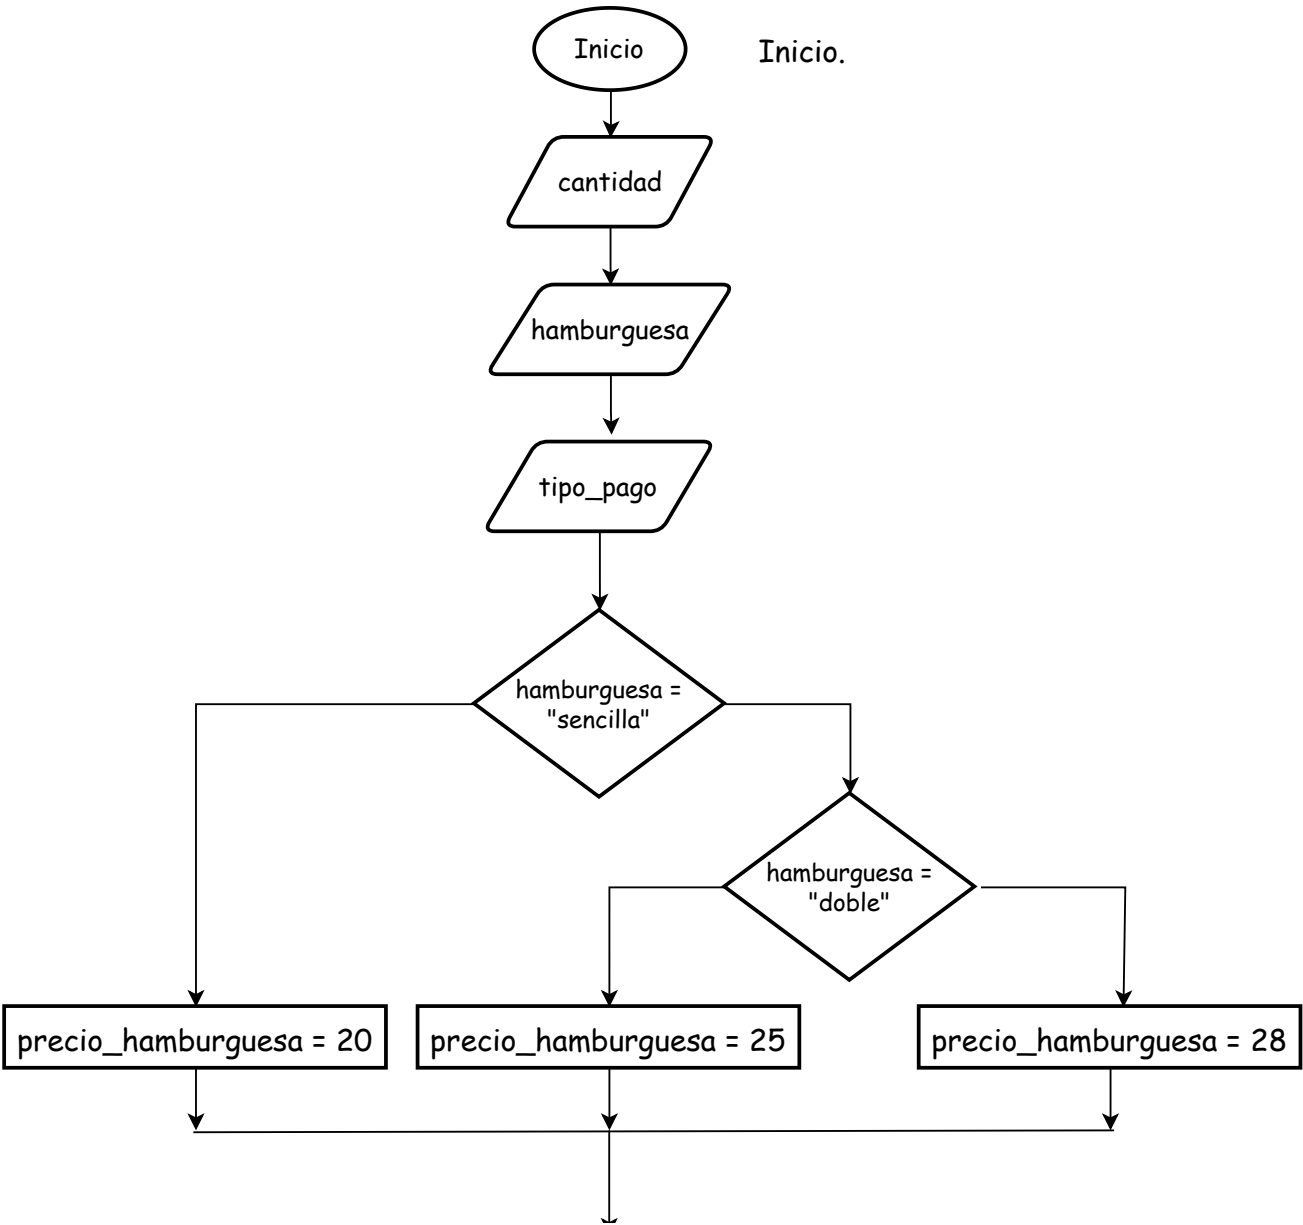 Inicio
Inicio.
cantidad
hamburguesa
tipo_pago
hamburguesa =
"sencilla"
hamburguesa =
"doble"
precio_hamburguesa = 20
precio_hamburguesa = 25
precio_hamburguesa = 28